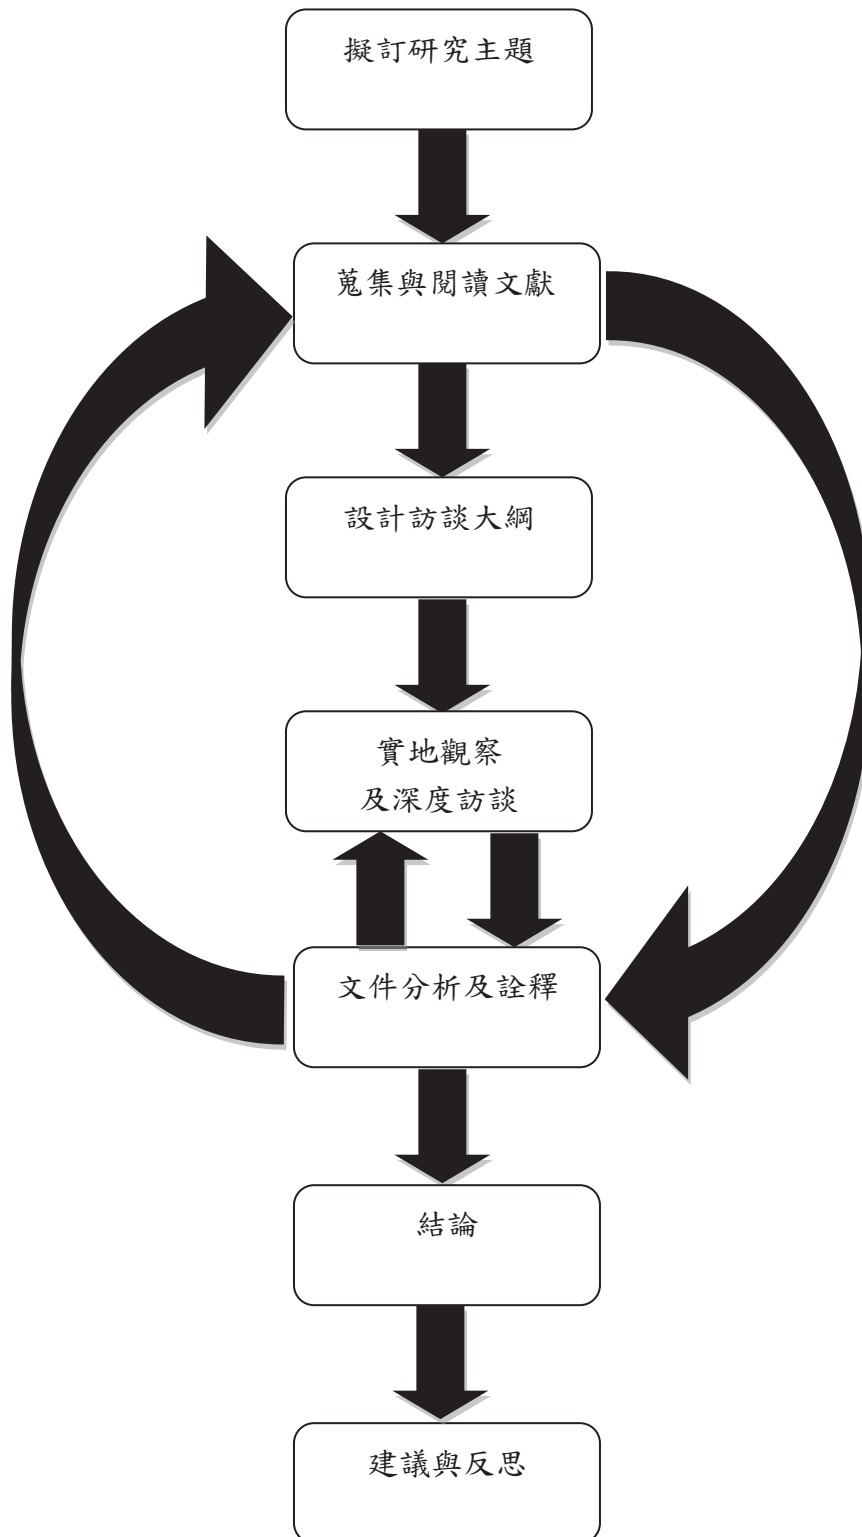 擬訂研究主題
蒐集與閱讀文獻
設計訪談大綱
實地觀察
及深度訪談
文件分析及詮釋
結論
建議與反思